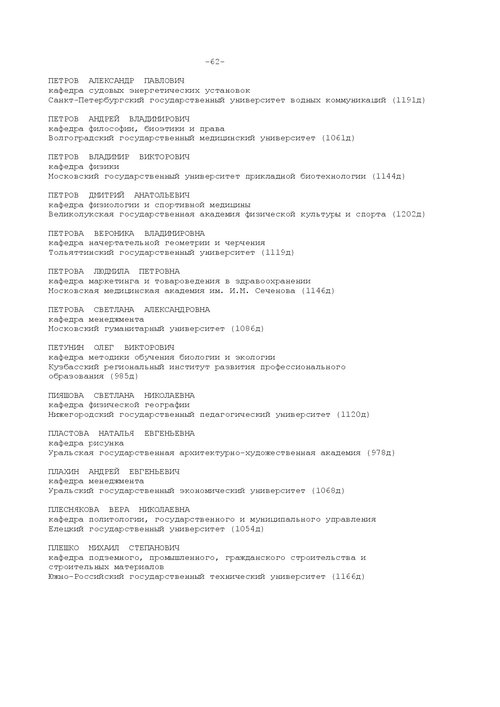 -62-
ПЕТРОВ АЛЕКСАНДР ПАВЛОВИЧ
кафедра судовых энергетических установок
Санкт-Петербургский государственный университет водных коммуникаций (1191д)
ПЕТРОВ АНДРЕЙ ВЛАДИМИРОВИЧ
кафедра философии, биоэтики и права
Волгоградский государственный медицинский университет (1061д)
ПЕТРОВ ВЛАДИМИР ВИКТОРОВИЧ
кафедра физики
Московский государственный университет прикладной биотехнологии (1144д)
ПЕТРОВ ДМИТРИЙ АНАТОЛЬЕВИЧ
кафедра физиологии и спортивной медицины
Великолукская государственная академия физической культуры и спорта (1202д)
ПЕТРОВА ВЕРОНИКА ВЛАДИМИРОВНА
кафедра начертательной геометрии и черчения
Тольяттинский государственный университет (1119д)
ПЕТРОВА ЛЮДМИЛА ПЕТРОВНА
кафедра маркетинга и товароведения в здравоохранении
Московская медицинская академия им. И.М. Сеченова (1146д)
ПЕТРОВА СВЕТЛАНА АЛЕКСАНДРОВНА
кафедра менеджмента
Московский гуманитарный университет (1086д)
ПЕТУНИН ОЛЕГ ВИКТОРОВИЧ
кафедра методики обучения биологии и экологии
Кузбасский региональный институт развития профессионального
образования (985д)
ПИЯШОВА СВЕТЛАНА НИКОЛАЕВНА
кафедра физической географии
Нижегородский государственный педагогический университет (1120д)
ПЛАСТОВА НАТАЛЬЯ ЕВГЕНЬЕВНА
кафедра рисунка
Уральская государственная архитектурно-художественная академия (978д)
ПЛАХИН АНДРЕЙ ЕВГЕНЬЕВИЧ
кафедра менеджмента
Уральский государственный экономический университет (1068д)
ПЛЕСНЯКОВА ВЕРА НИКОЛАЕВНА
кафедра политологии, государственного и муниципального управления
Елецкий государственный университет (1054д)
ПЛЕШКО МИХАИЛ СТЕПАНОВИЧ
кафедра подземного, промышленного, гражданского строительства и
строительных материалов
Южно-Российский государственный технический университет (1166д)